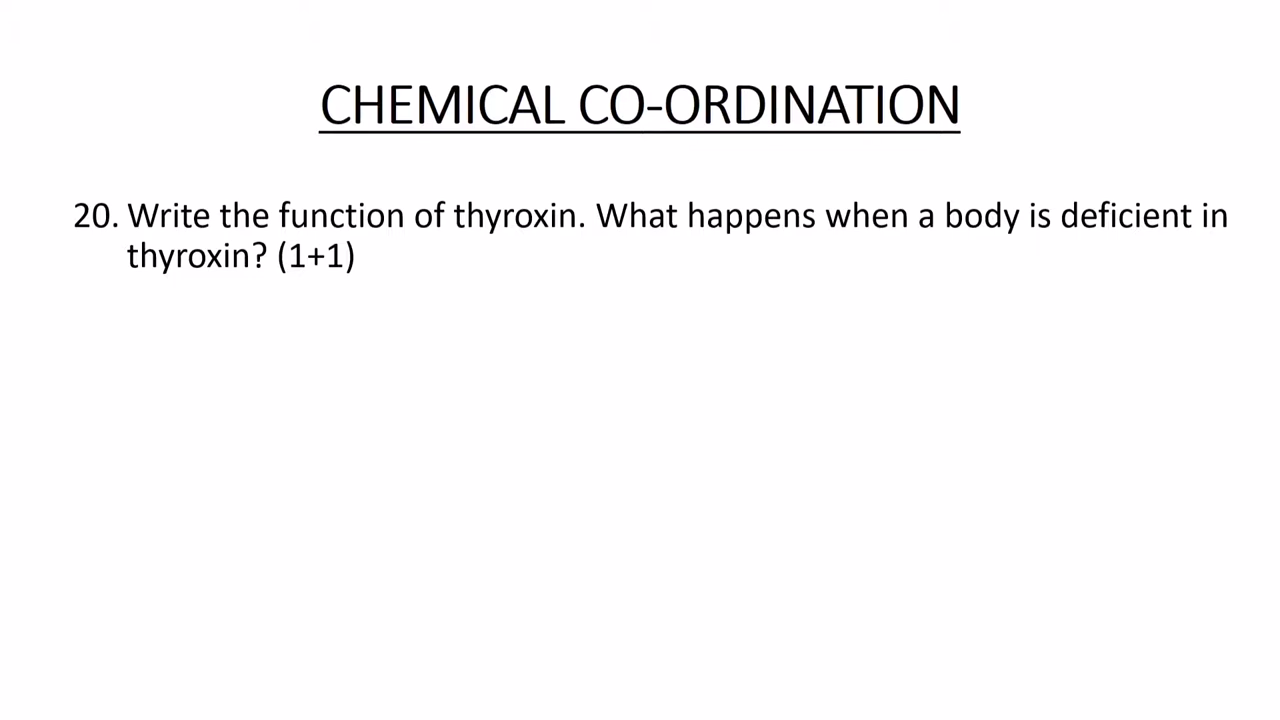 CHEMICAL CO-ORDINATION
20. Write the function of thyroxin. What happens when a body is deficient in
thyroxin? (1+1)